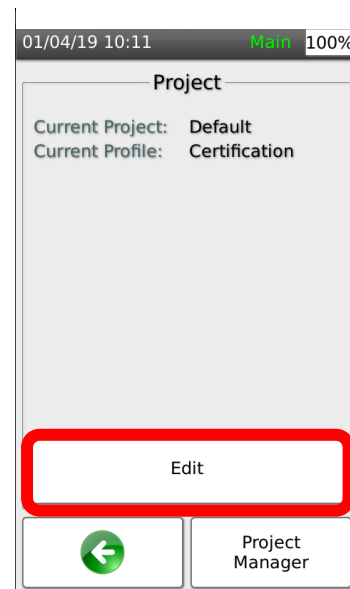 01/04/19 10:11 Main 100%
Project
Current Project: Default
Current Profile: Certification
Edit
Project
Manager